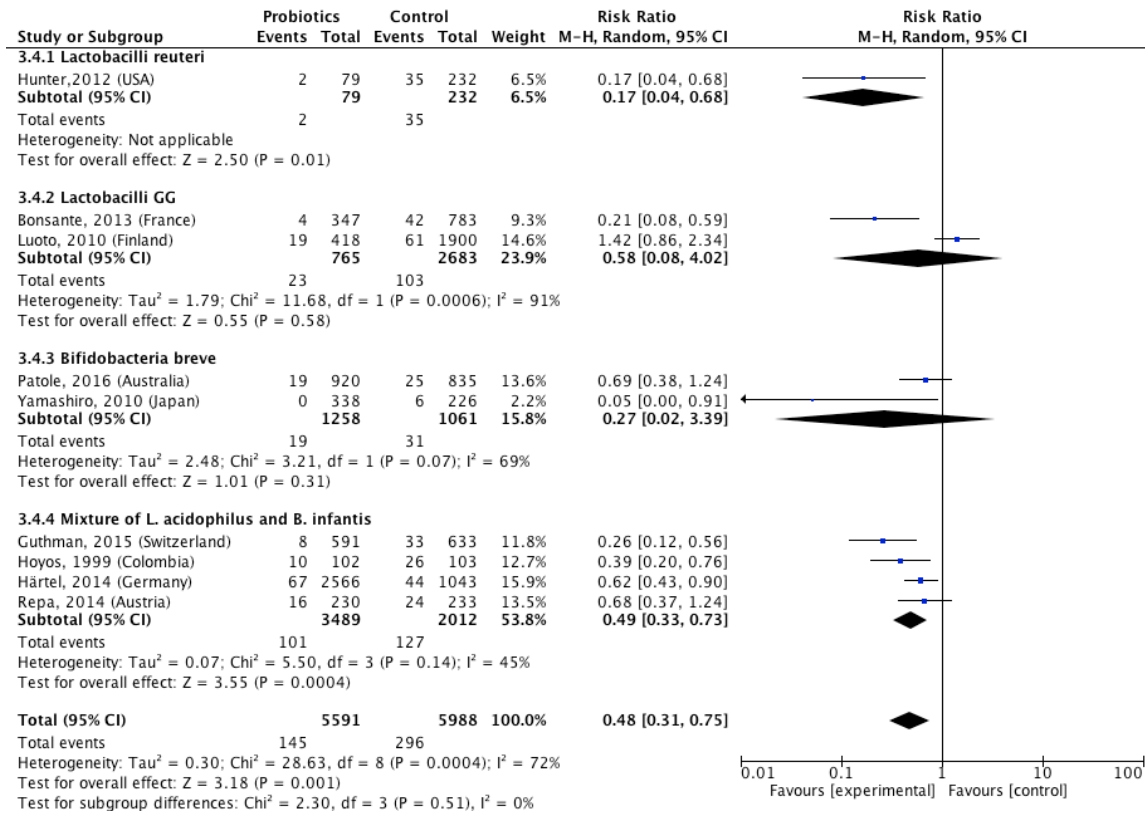 Probiotics Control Risk Ratio Risk Ratio
Study or Subgroup Events Total Events Total Weight M-H, Random, 95% CI M-H, Random, 95% CI
3.4.1 Lactobacilli reuteri
Hunter,2012 (USA) 2 79 35 232 6.5% 0.17 [0.04, 0.68]
Subtotal (95% CI) 79 232 6.5% 0.17 [0.04, 0.68]
Total events 2 35
Heterogeneity: Not applicable
Test for overall effect: Z = 2.50 (P = 0.01)
3.4.2 Lactobacilli GG
Bonsante, 2013 (France) 4 347 42 783 9.3% 0.21 [0.08, 0.59]
Luoto, 2010 (Finland) 19 418 61 1900 14.6% 1.42 [0.86, 2.34]
Subtotal (95% CI) 765 2683 23.9% 0.58 [0.08, 4.02]
Total events 23 103
Heterogeneity: Tau² = 1.79; Chi² = 11.68, df = 1 (P = 0.0006); I² = 91%
Test for overall effect: Z = 0.55 (P = 0.58)
3.4.3 Bifidobacteria breve
Patole, 2016 (Australia) 19 920 25 835 13.6% 0.69 [0.38, 1.24]
Yamashiro, 2010 (Japan) 0 338 6 226 2.2% 0.05 [0.00, 0.91]
Subtotal (95% CI) 1258 1061 15.8% 0.27 [0.02, 3.39]
Total events 19 31
Heterogeneity: Tau² = 2.48; Chi² = 3.21, df = 1 (P = 0.07); I² = 69%
Test for overall effect: Z = 1.01 (P = 0.31)
3.4.4 Mixture of L. acidophilus and B. infantis
Guthman, 2015 (Switzerland) 8 591 33 633 11.8% 0.26 [0.12, 0.56]
Hoyos, 1999 (Colombia) 10 102 26 103 12.7% 0.39 [0.20, 0.76]
Härtel, 2014 (Germany) 67 2566 44 1043 15.9% 0.62 [0.43, 0.90]
Repa, 2014 (Austria) 16 230 24 233 13.5% 0.68 [0.37, 1.24]
Subtotal (95% CI) 3489 2012 53.8% 0.49 [0.33, 0.73]
Total events 101 127
Heterogeneity: Tau² = 0.07; Chi² = 5.50, df = 3 (P = 0.14); I² = 45%
Test for overall effect: Z = 3.55 (P = 0.0004)
Total (95% CI) 5591 5988 100.0% 0.48 [0.31, 0.75]
Total events 145 296
Heterogeneity: Tau² = 0.30; Chi² = 28.63, df = 8 (P = 0.0004); I² = 72%
Test for overall effect: Z = 3.18 (P = 0.001)
Test for subgroup differences: Chi² = 2.30, df = 3 (P = 0.51), I² = 0%
0.01 0.1 1 10 100
Favours [experimental] Favours [control]